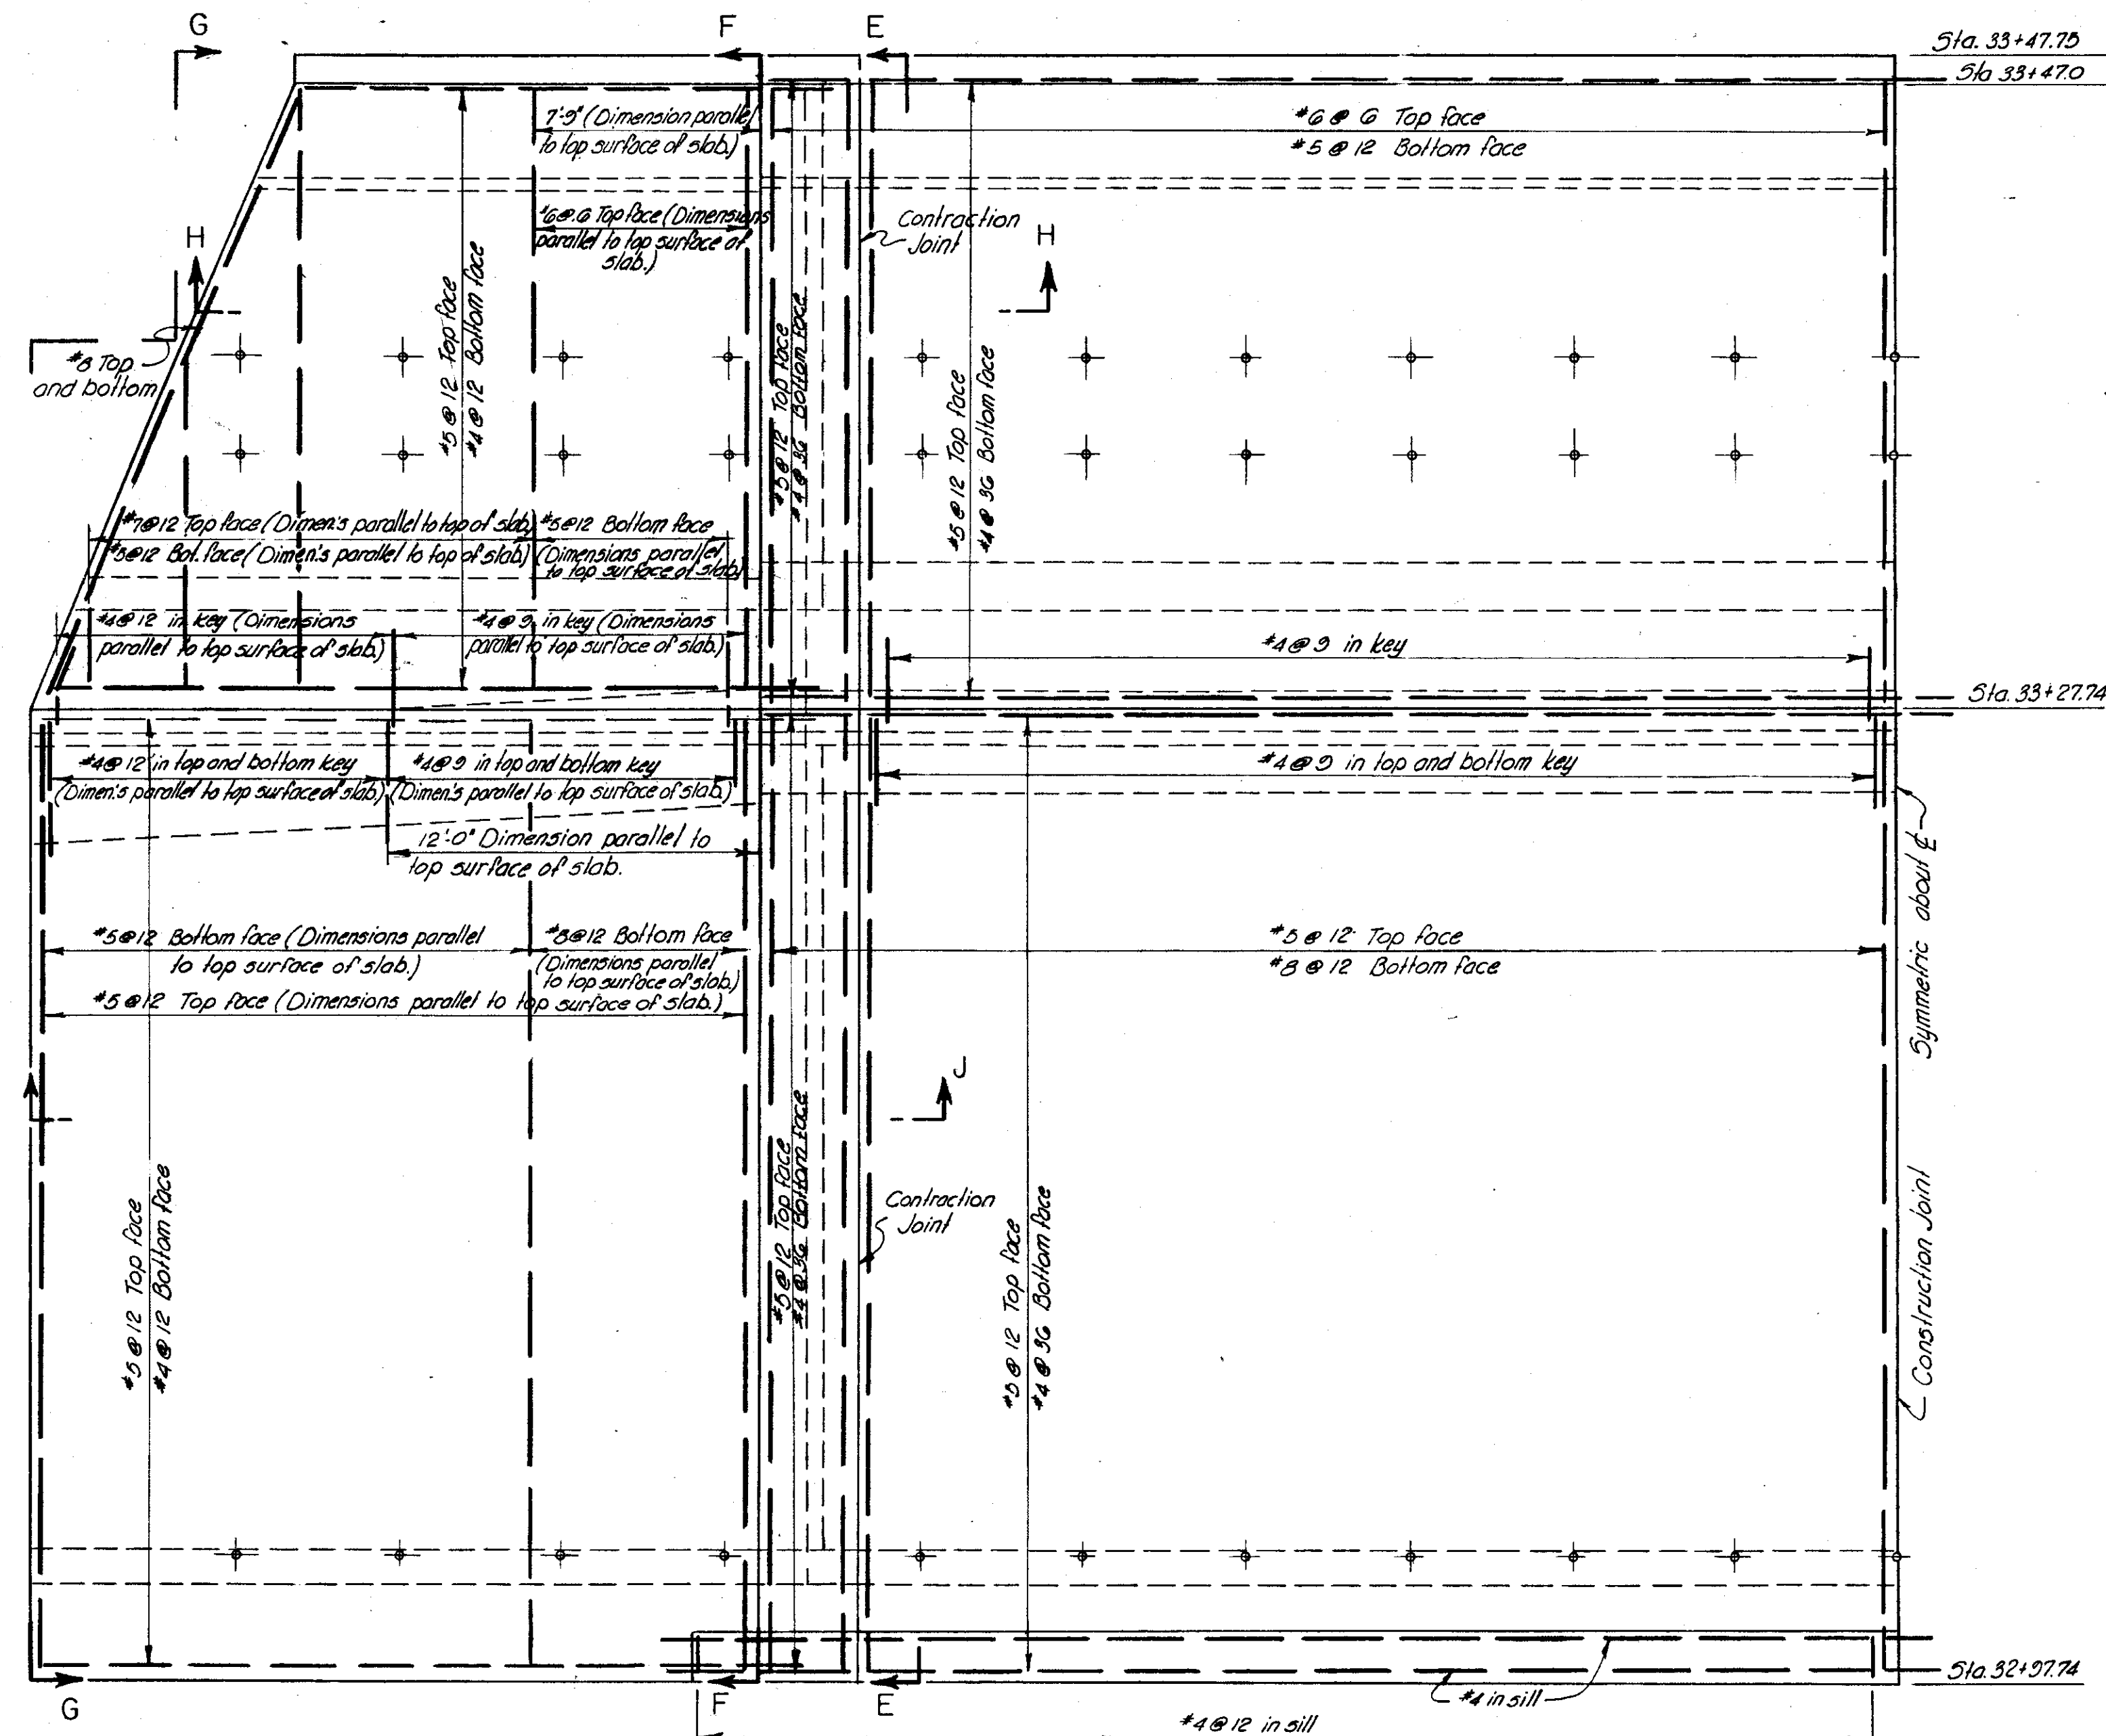 G
F
E
Sta. 33+47.75
Sta 33+47.0
7'-9" (Dimension parallel
to top surface of slab.)
#6 @ 6 Top face
#5 @ 12 Bottom face
#6@6 Top face (Dimensions
parallel to top surface of
slab.)
Contraction
Joint
H
H
#8 Top
and bottom
#5 @ 12 Top face
#4 @ 12 Bottom face
#5 @ 12 Top face
#4 @ 36 Bottom face
#5 @ 12 Top face
#4 @ 36 Bottom face
#7@12 Top face (Dimen's parallel to top of slab)
#5@12 Bot. face (Dimen's parallel to top of slab)
#5@12 Bottom face
(Dimensions parallel
to top surface of slab)
#4@12 in key (Dimensions
parallel to top surface of slab.)
#4@9 in key (Dimensions
parallel to top surface of slab.)
#4@9 in key
Sta. 33+27.74
#4@12 in top and bottom key
(Dimen's parallel to top surface of slab.)
#4@9 in top and bottom key
(Dimen's parallel to top surface of slab.)
#4@9 in top and bottom key
12'-0" Dimension parallel to
top surface of slab.
Symmetric about ℄
#5@12 Bottom face (Dimensions parallel
to top surface of slab.)
#8@12 Bottom face
(Dimensions parallel
to top surface of slab.)
#5@12 Top face (Dimensions parallel to top surface of slab.)
#5 @ 12 Top face
#8 @ 12 Bottom face
J
#5 @ 12 Top face
#4 @ 12 Bottom face
#5 @ 12 Top face
#4 @ 36 Bottom face
Contraction
Joint
#5 @ 12 Top face
#4 @ 36 Bottom face
Construction Joint
G
F
E
#4 in sill
Sta. 32+97.74
#4@12 in sill